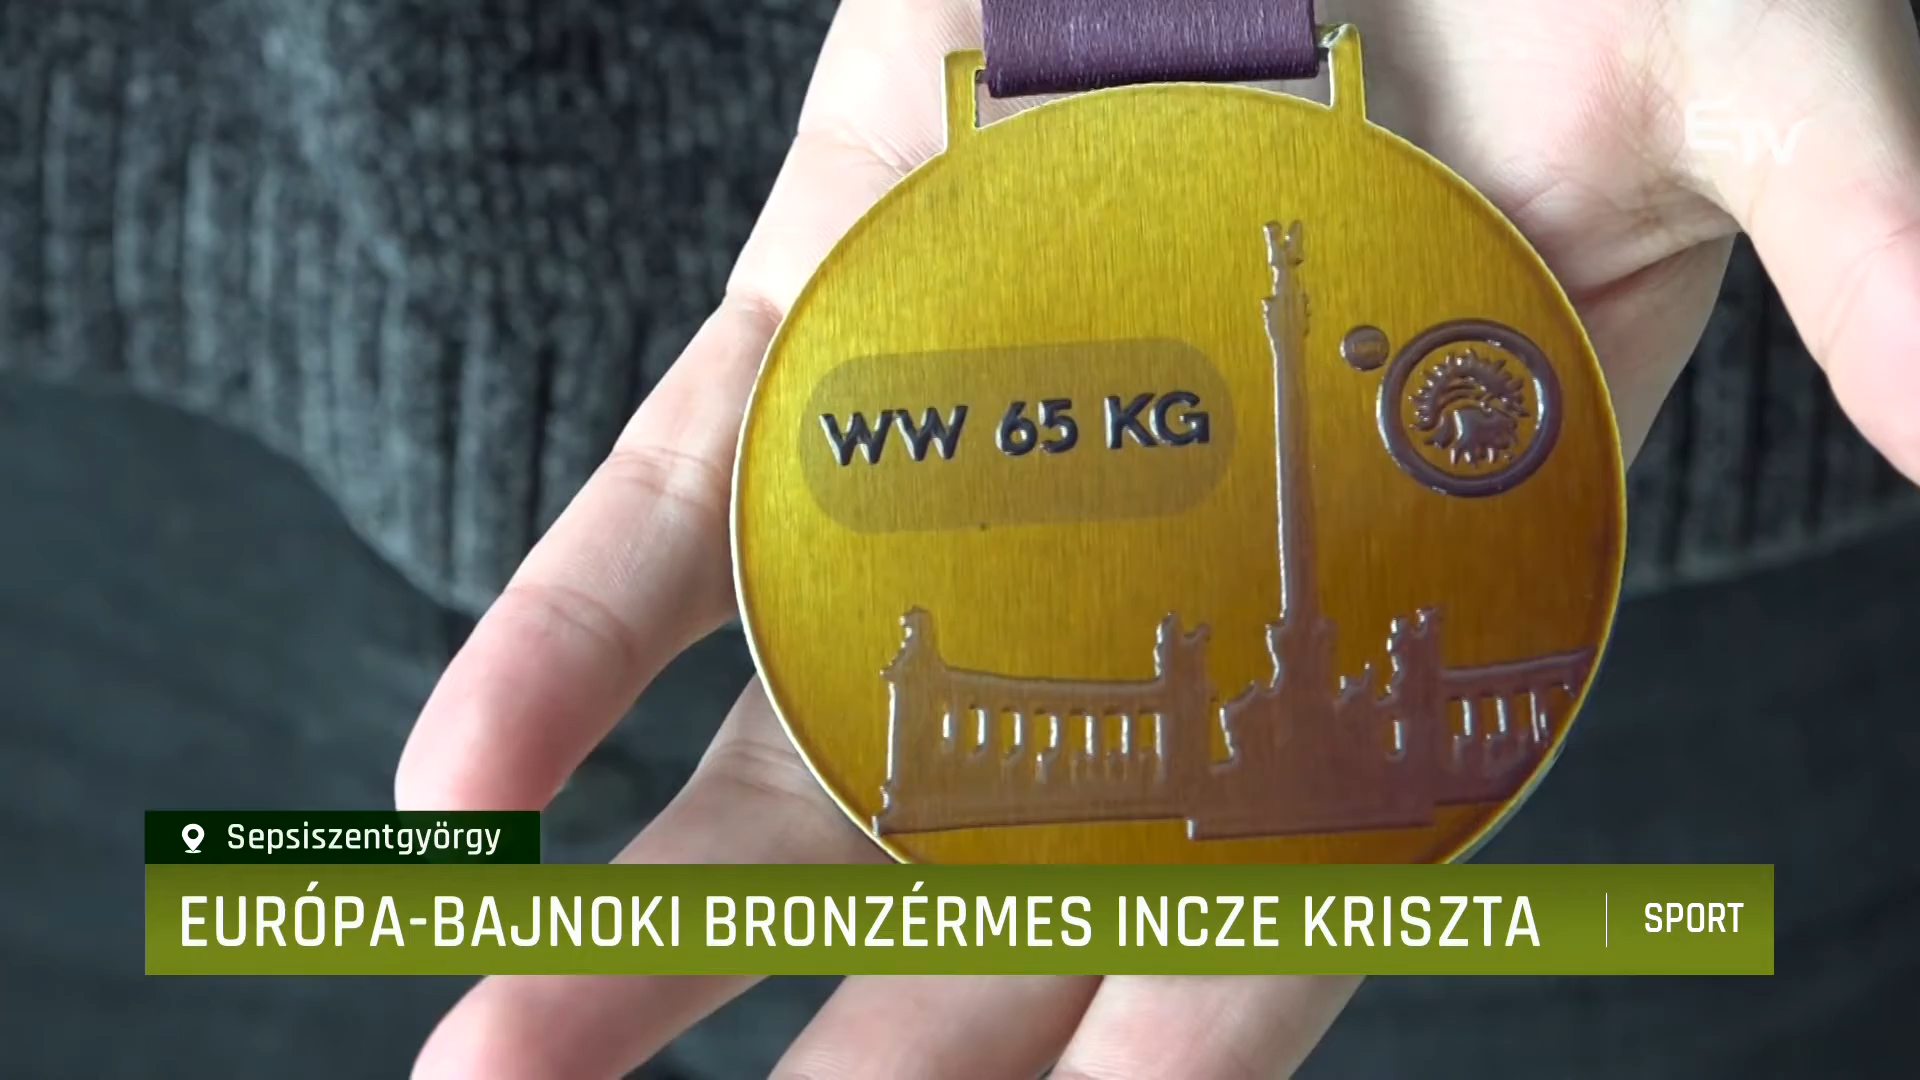 ETV
WW 65 KG
Sepsiszentgyörgy
EURÓPA-BAJNOKI BRONZÉRMES INCZE KRISZTA
SPORT